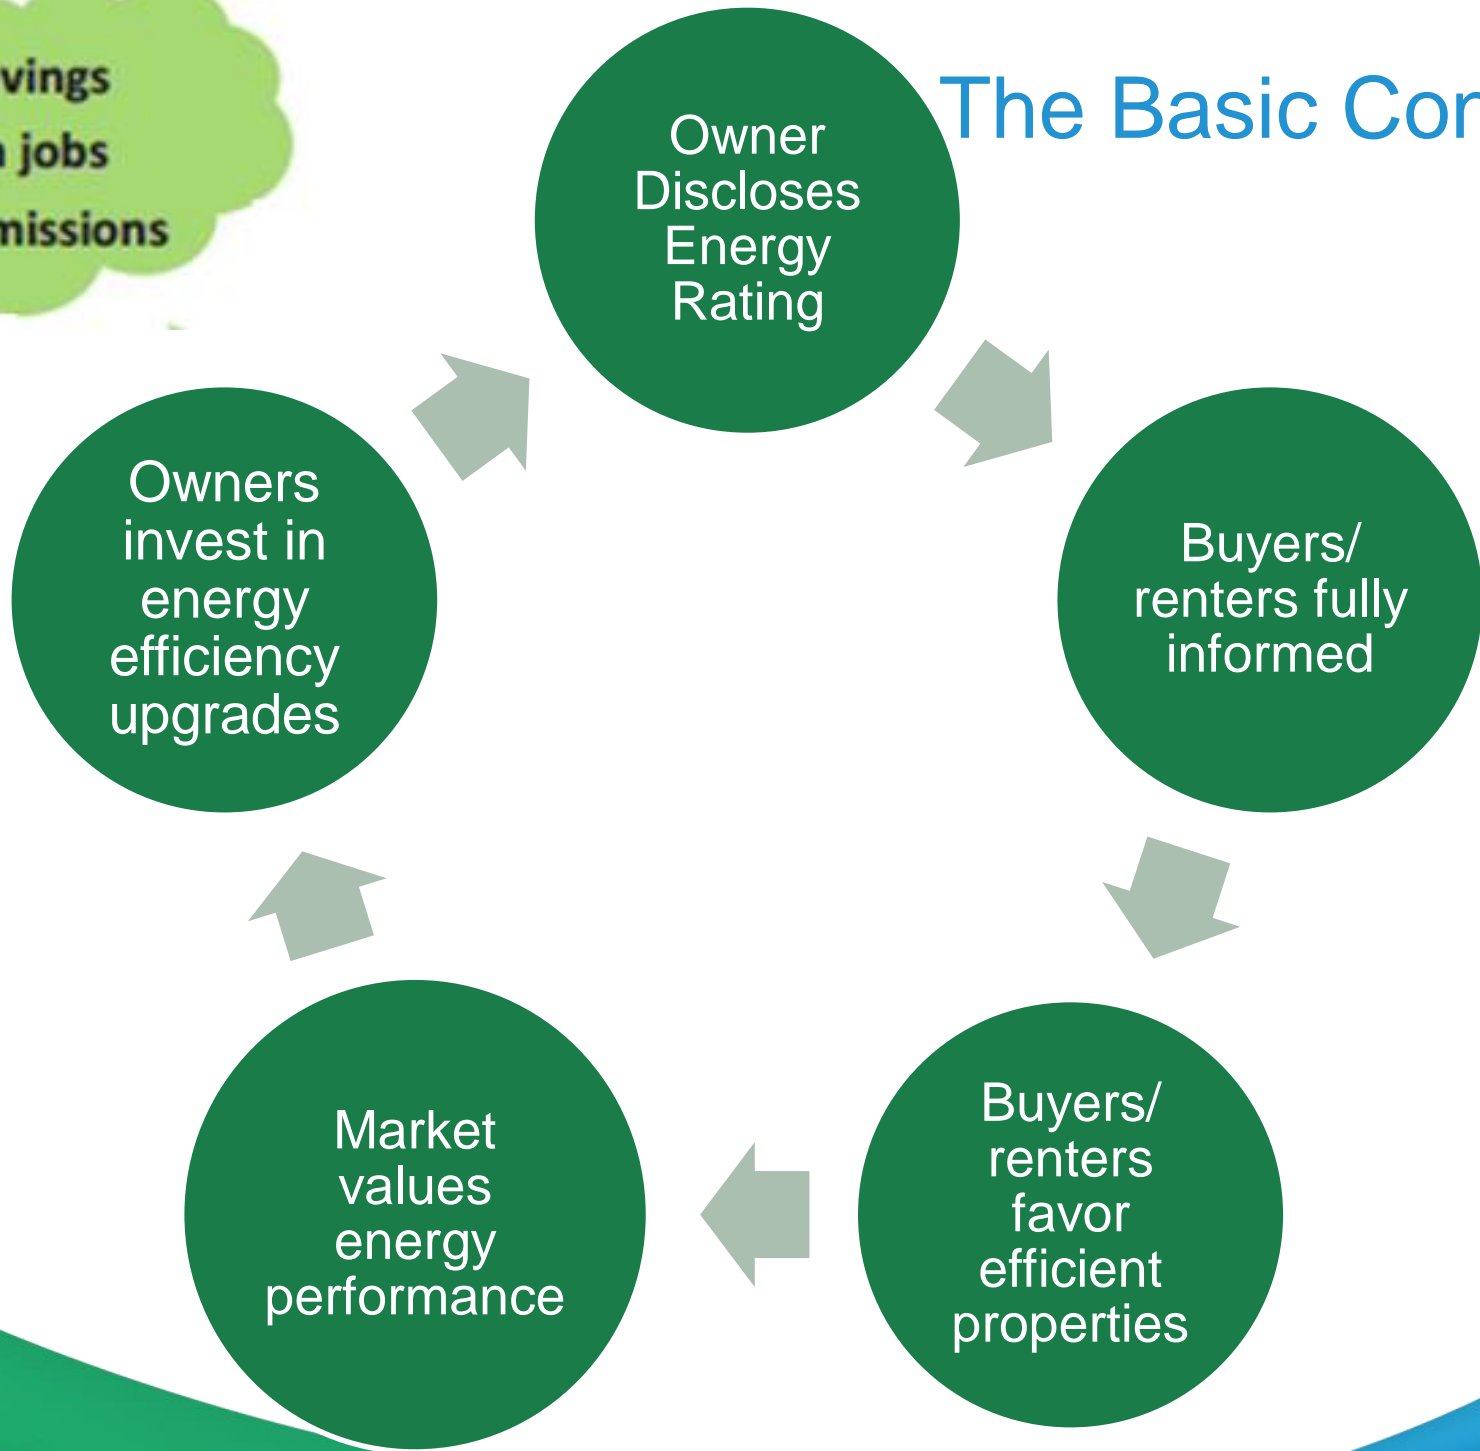 vings
jobs
missions
The Basic Con
Owner
Discloses
Energy
Rating
Buyers/
renters fully
informed
Buyers/
renters
favor
efficient
properties
Market
values
energy
performance
Owners
invest in
energy
efficiency
upgrades